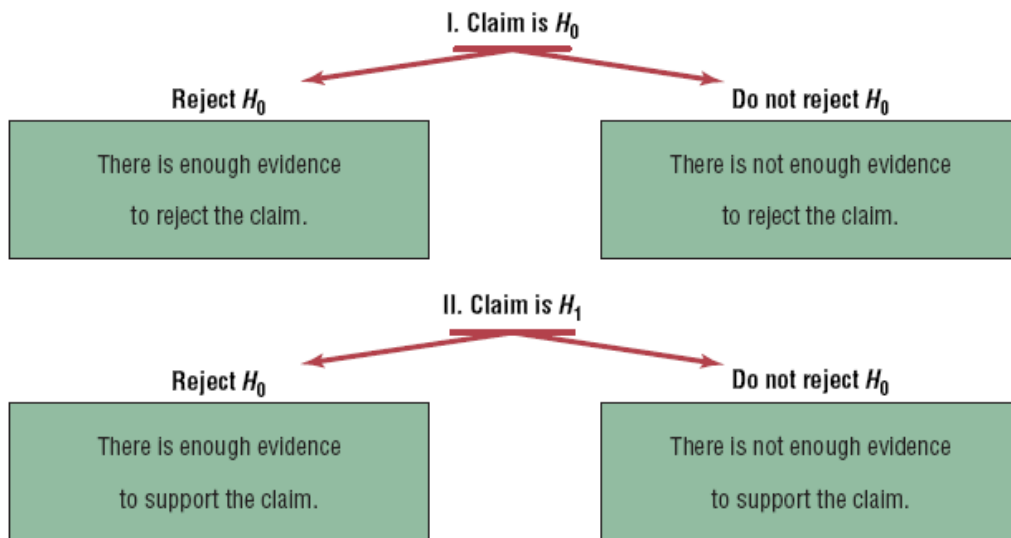 I. Claim is H0
Reject H0
Do not reject H0
There is enough evidence
to reject the claim.
There is not enough evidence
to reject the claim.
II. Claim is H1
Reject H0
Do not reject H0
There is enough evidence
to support the claim.
There is not enough evidence
to support the claim.